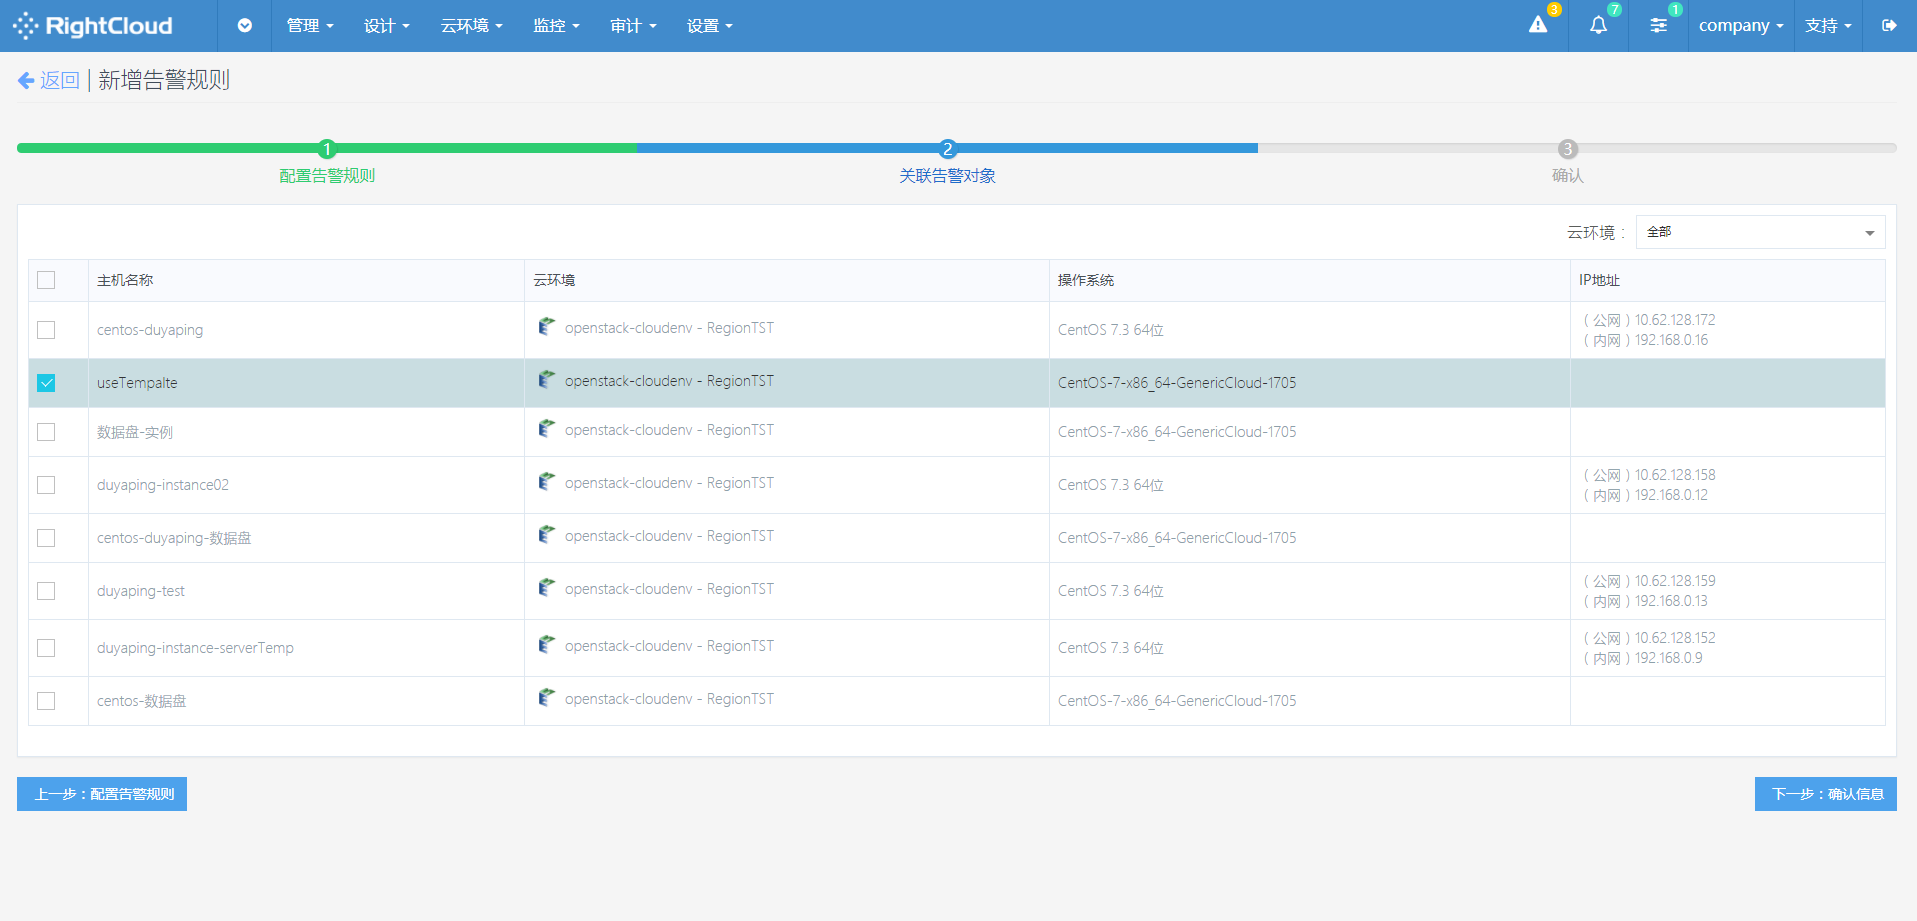 RightCloud 管理 设计 云环境 监控 审计 设置 3 7 1 company 支持
返回 | 新增告警规则
1 2 3
配置告警规则 关联告警对象 确认
云环境： 全部
主机名称 云环境 操作系统 IP地址
centos-duyaping openstack-cloudenv - RegionTST CentOS 7.3 64位 （公网）10.62.128.172
（内网）192.168.0.16
useTempalte openstack-cloudenv - RegionTST CentOS-7-x86_64-GenericCloud-1705
数据盘-实例 openstack-cloudenv - RegionTST CentOS-7-x86_64-GenericCloud-1705
duyaping-instance02 openstack-cloudenv - RegionTST CentOS 7.3 64位 （公网）10.62.128.158
（内网）192.168.0.12
centos-duyaping-数据盘 openstack-cloudenv - RegionTST CentOS-7-x86_64-GenericCloud-1705
duyaping-test openstack-cloudenv - RegionTST CentOS 7.3 64位 （公网）10.62.128.159
（内网）192.168.0.13
duyaping-instance-serverTemp openstack-cloudenv - RegionTST CentOS 7.3 64位 （公网）10.62.128.152
（内网）192.168.0.9
centos-数据盘 openstack-cloudenv - RegionTST CentOS-7-x86_64-GenericCloud-1705
上一步：配置告警规则 下一步：确认信息